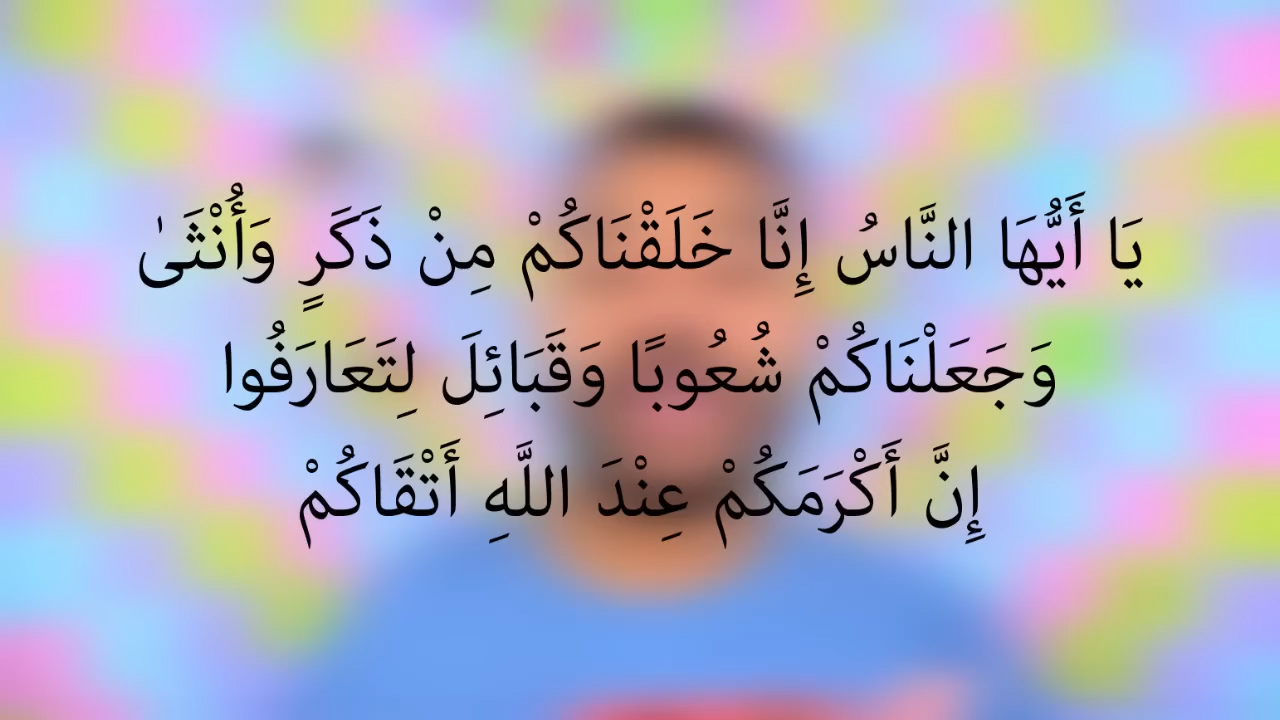 يَا أَيُّهَا النَّاسُ إِنَّا خَلَقْنَاكُمْ مِنْ ذَكَرٍ وَأُنْثَىٰ
وَجَعَلْنَاكُمْ شُعُوبًا وَقَبَائِلَ لِتَعَارَفُوا
إِنَّ أَكْرَمَكُمْ عِنْدَ اللَّهِ أَتْقَاكُمْ